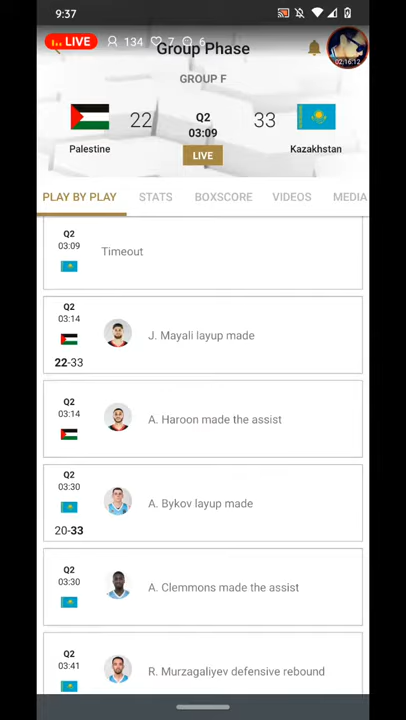 9:37
LIVE 134 7 6
Group Phase
02:16:12
GROUP F
22 Q2 33
03:09
Palestine LIVE Kazakhstan
PLAY BY PLAY STATS BOXSCORE VIDEOS MEDIA
Q2
03:09
Timeout
Q2
03:14
J. Mayali layup made
22-33
Q2
03:14
A. Haroon made the assist
Q2
03:30
A. Bykov layup made
20-33
Q2
03:30
A. Clemmons made the assist
Q2
03:41
R. Murzagaliyev defensive rebound